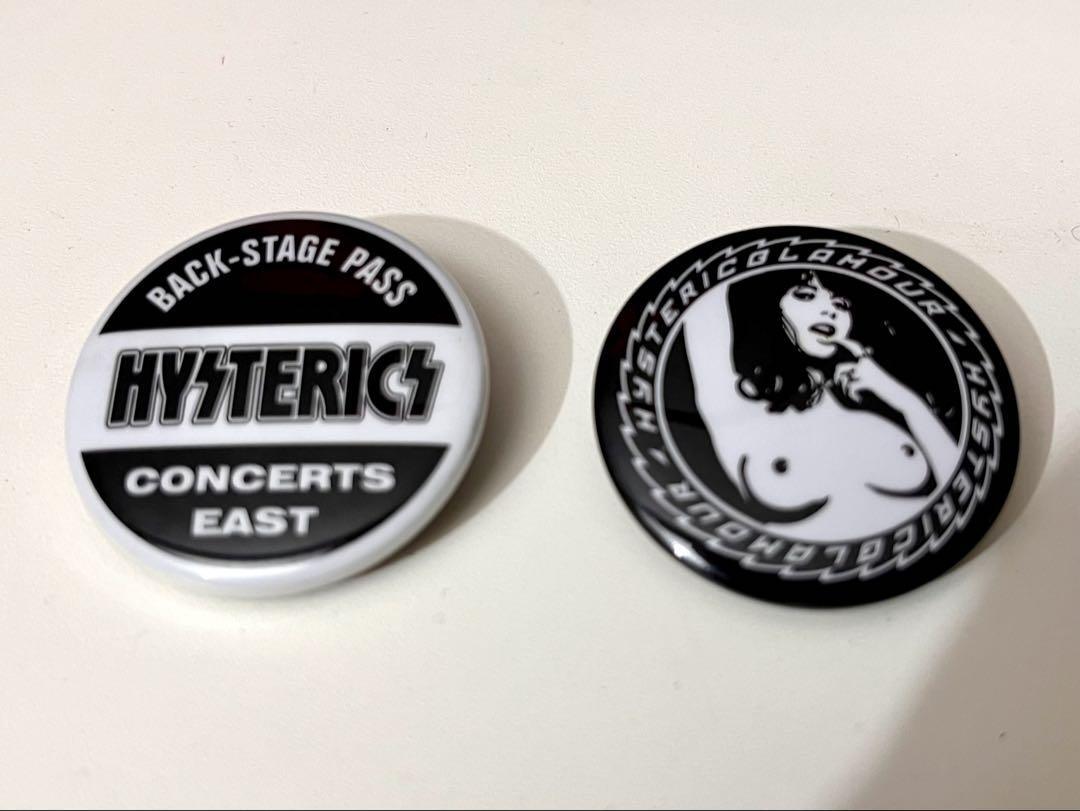 BACK-STAGE PASS
HYSTERICS
CONCERTS
EAST
HYSTERICGLAMOUR
HYSTERICGLAMOUR